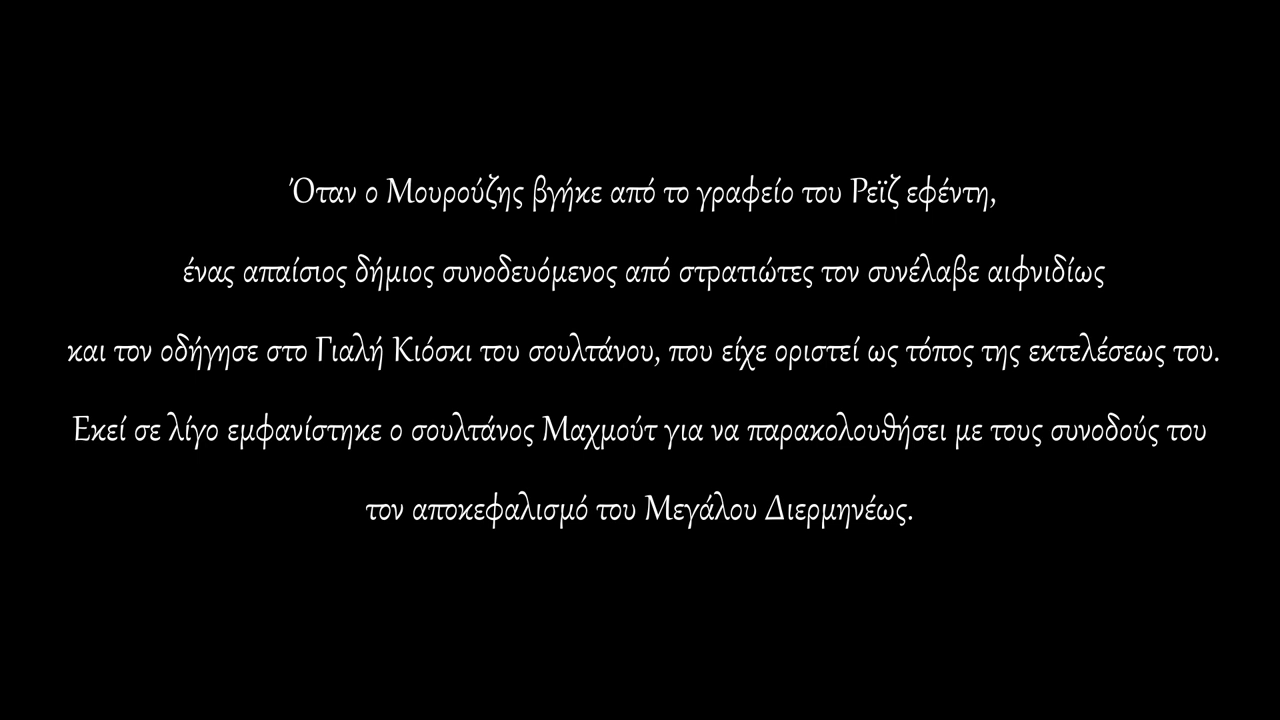 Όταν ο Μουρούζης βγήκε από το γραφείο του Ρεϊζ εφέντη,
ένας απαίσιος δήμιος συνοδευόμενος από στρατιώτες τον συνέλαβε αιφνιδίως
και τον οδήγησε στο Γιαλή Κιόσκι του σουλτάνου, που είχε οριστεί ως τόπος της εκτελέσεως του.
Εκεί σε λίγο εμφανίστηκε ο σουλτάνος Μαχμούτ για να παρακολουθήσει με τους συνοδούς του
τον αποκεφαλισμό του Μεγάλου Διερμηνέως.